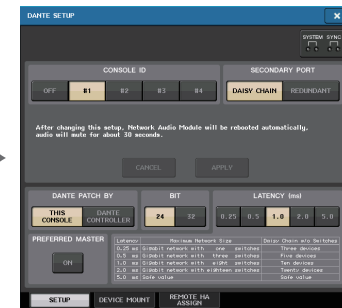 DANTE SETUP
SYSTEM SYNC
CONSOLE ID
SECONDARY PORT
OFF #1 #2 #3 #4
DAISY CHAIN REDUNDANT
After changing this setup, Network Audio Module will be rebooted automatically,
audio will mute for about 30 seconds.
CANCEL APPLY
DANTE PATCH BY
BIT
LATENCY (ms)
THIS CONSOLE
DANTE CONTROLLER
24 32
0.25 0.5 1.0 2.0 5.0
PREFERRED MASTER
ON
Latency Maximum Network Size Daisy Chain w/o Switches
0.25 ms Gigabit network with one switches Three devices
0.5 ms Gigabit network with three switches Five devices
1.0 ms Gigabit network with eight switches Ten devices
2.0 ms Gigabit network with eighteen switches Twenty devices
5.0 ms Safe value Safe value
SETUP
DEVICE MOUNT
REMOTE HA ASSIGN